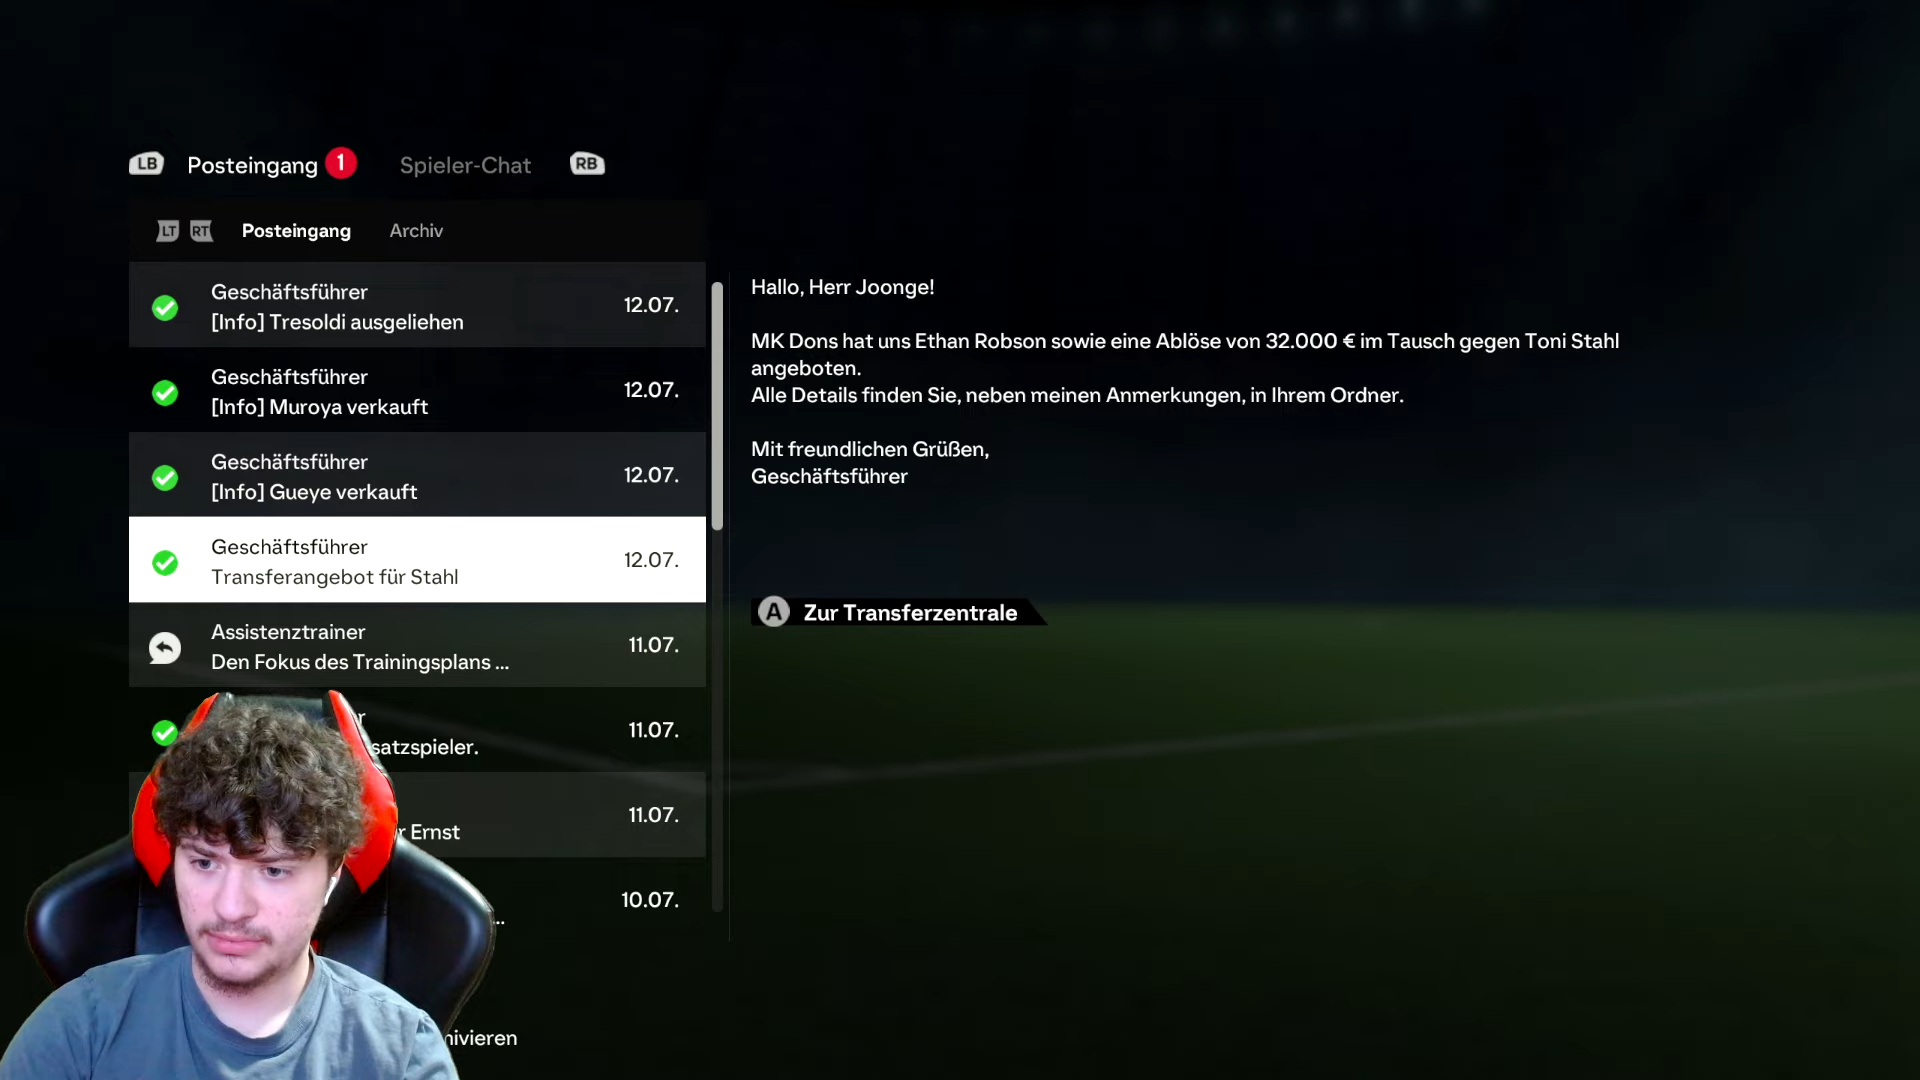 LB Posteingang 1 Spieler-Chat RB
LT RT Posteingang Archiv
Geschäftsführer
[Info] Tresoldi ausgeliehen
12.07.
Geschäftsführer
[Info] Muroya verkauft
12.07.
Geschäftsführer
[Info] Gueye verkauft
12.07.
Geschäftsführer
Transferangebot für Stahl
12.07.
Assistenztrainer
Den Fokus des Trainingsplans ...
11.07.
satzspieler.
11.07.
Ernst
11.07.
10.07.
Hallo, Herr Joonge!
MK Dons hat uns Ethan Robson sowie eine Ablöse von 32.000 € im Tausch gegen Toni Stahl
angeboten.
Alle Details finden Sie, neben meinen Anmerkungen, in Ihrem Ordner.
Mit freundlichen Grüßen,
Geschäftsführer
A Zur Transferzentrale